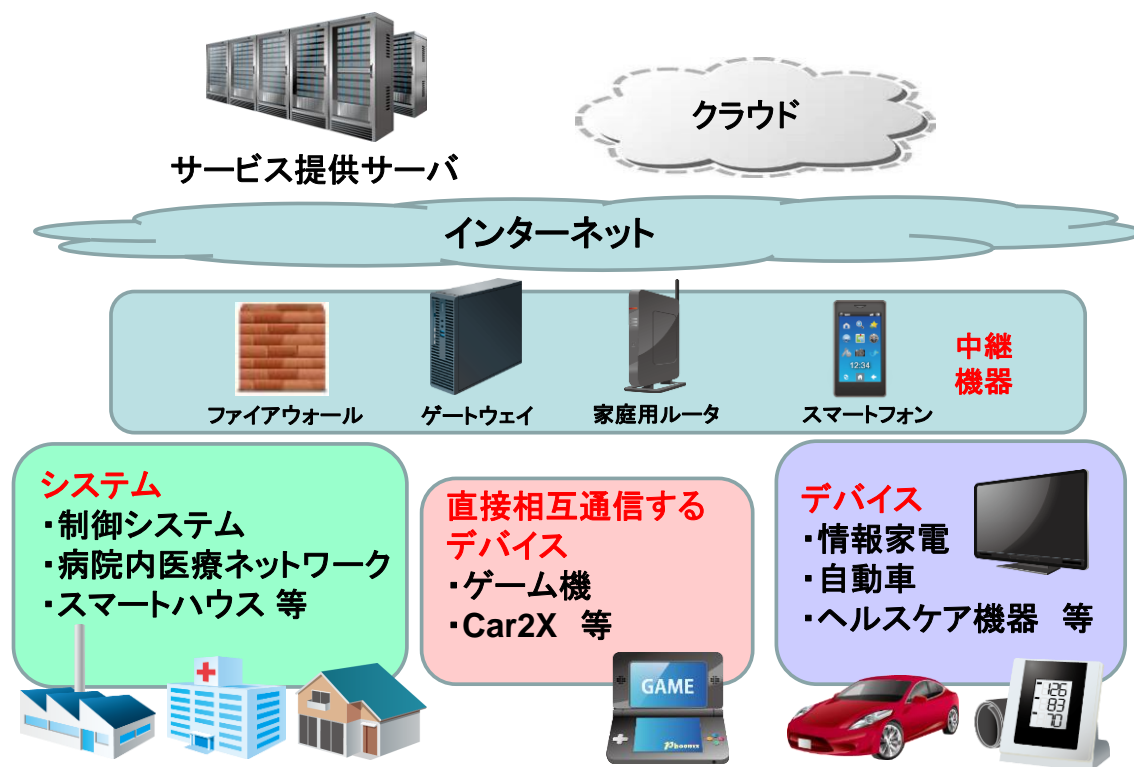 クラウド
サービス提供サーバ
インターネット
中継
機器
ファイアウォール
ゲートウェイ
家庭用ルータ
スマートフォン
12:34
システム
・制御システム
・病院内医療ネットワーク
・スマートハウス 等
直接相互通信する
デバイス
・ゲーム機
・Car2X 等
デバイス
・情報家電
・自動車
・ヘルスケア機器 等
GAME
Phoenix
126
83
70